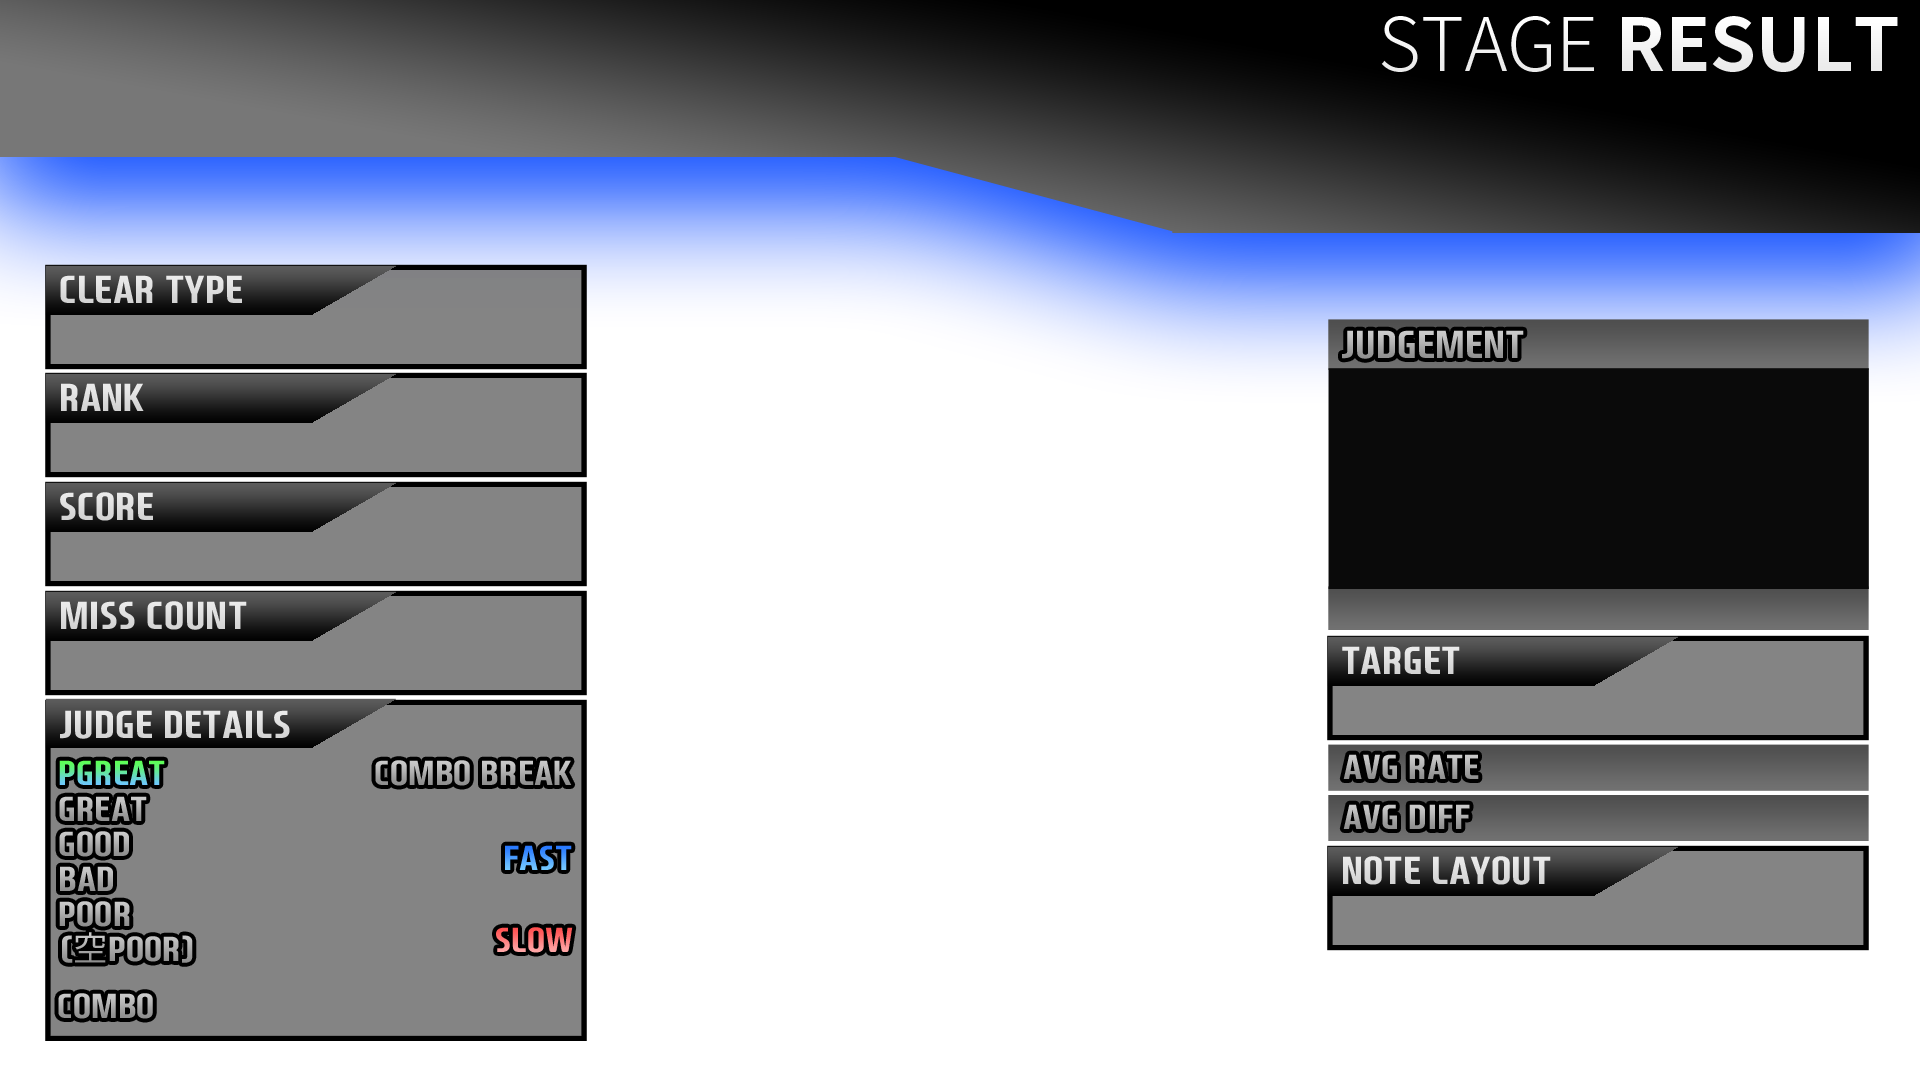 STAGE RESULT
CLEAR TYPE
RANK
SCORE
MISS COUNT
JUDGE DETAILS
PGREAT
GREAT
GOOD
BAD
POOR
(空POOR)
COMBO
COMBO BREAK
FAST
SLOW
JUDGEMENT
TARGET
AVG RATE
AVG DIFF
NOTE LAYOUT